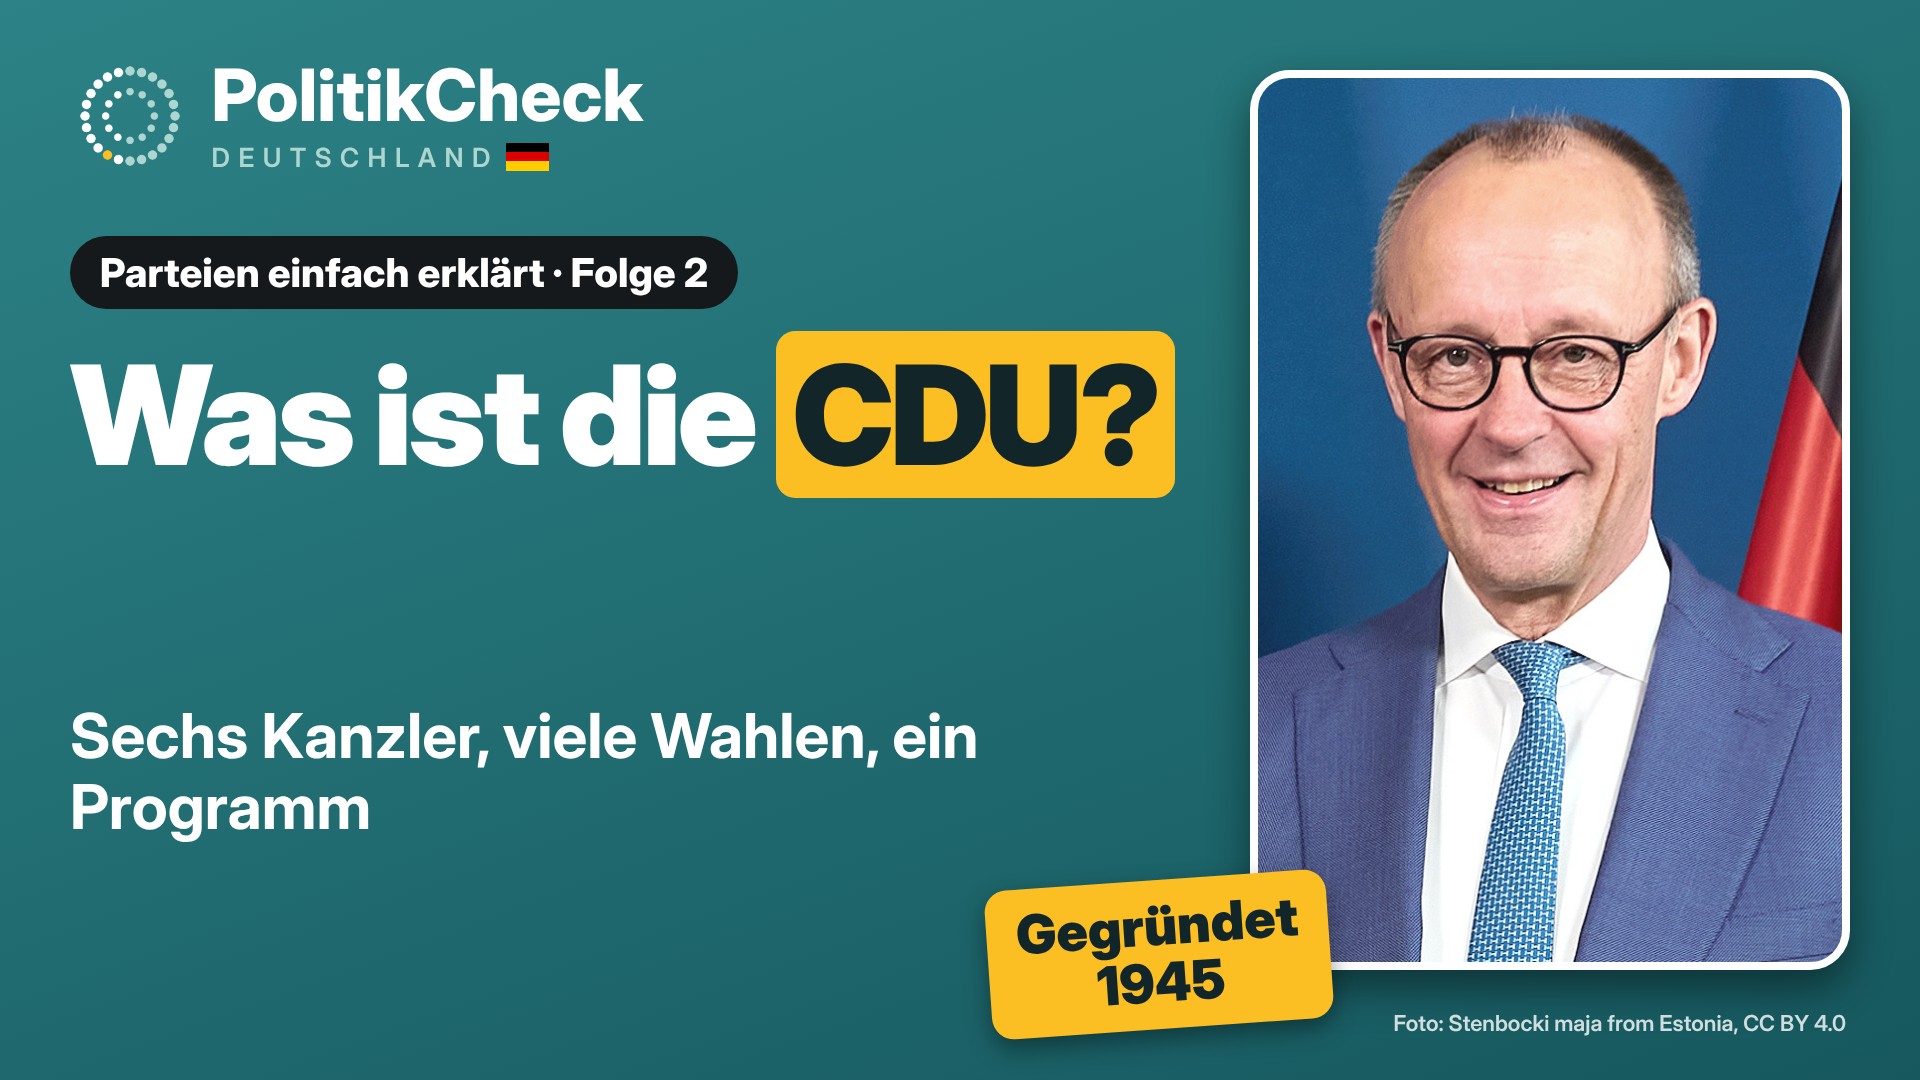 PolitikCheck
DEUTSCHLAND
Parteien einfach erklärt · Folge 2
Was ist die CDU?
Sechs Kanzler, viele Wahlen, ein
Programm
Gegründet
1945
Foto: Stenbocki maja from Estonia, CC BY 4.0